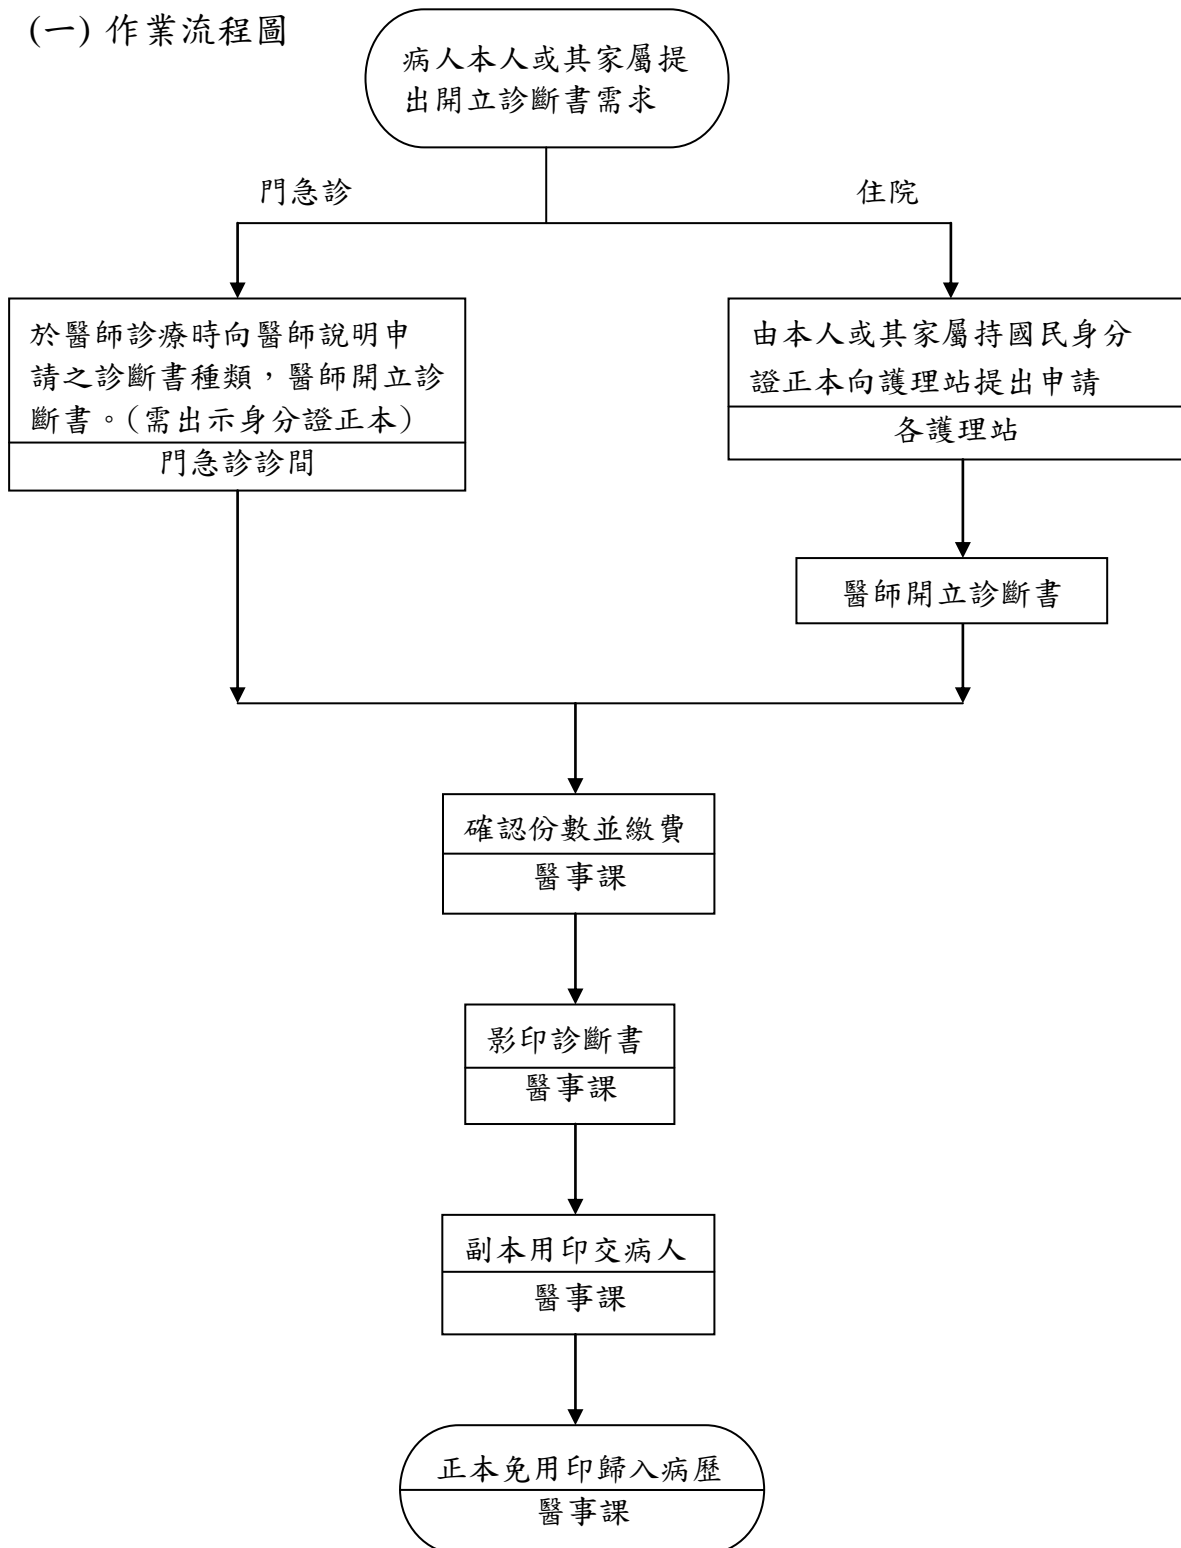 (一) 作業流程圖
病人本人或其家屬提
出開立診斷書需求
門急診
住院
於醫師診療時向醫師說明申
請之診斷書種類，醫師開立診
斷書。(需出示身分證正本)
門急診診間
由本人或其家屬持國民身分
證正本向護理站提出申請
各護理站
醫師開立診斷書
確認份數並繳費
醫事課
影印診斷書
醫事課
副本用印交病人
醫事課
正本免用印歸入病歷
醫事課